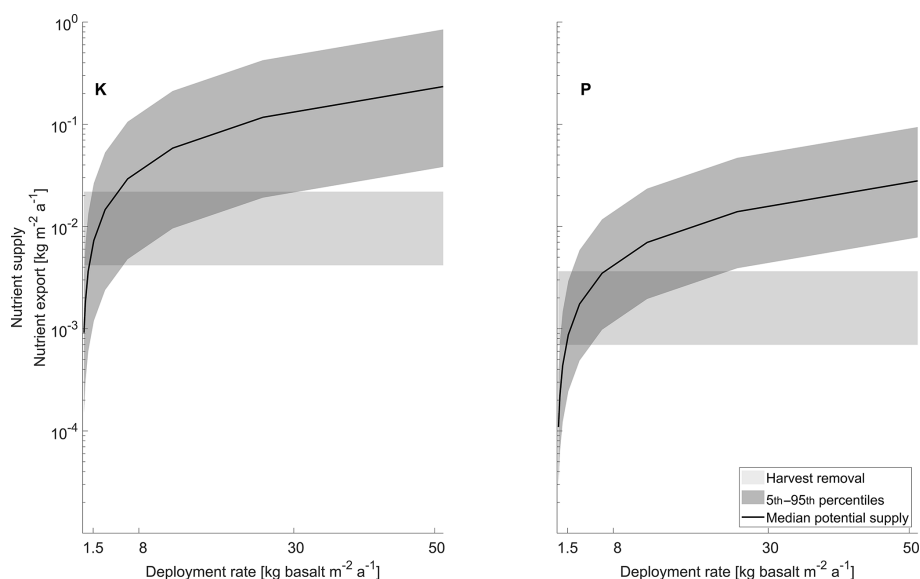 Nutrient supply
Nutrient export [kg m-2 a-1]
10^0
10^-1
10^-2
10^-3
10^-4
K
1.5 8 30 50
Deployment rate [kg basalt m-2 a-1]
P
Harvest removal
5th–95th percentiles
Median potential supply
1.5 8 30 50
Deployment rate [kg basalt m-2 a-1]